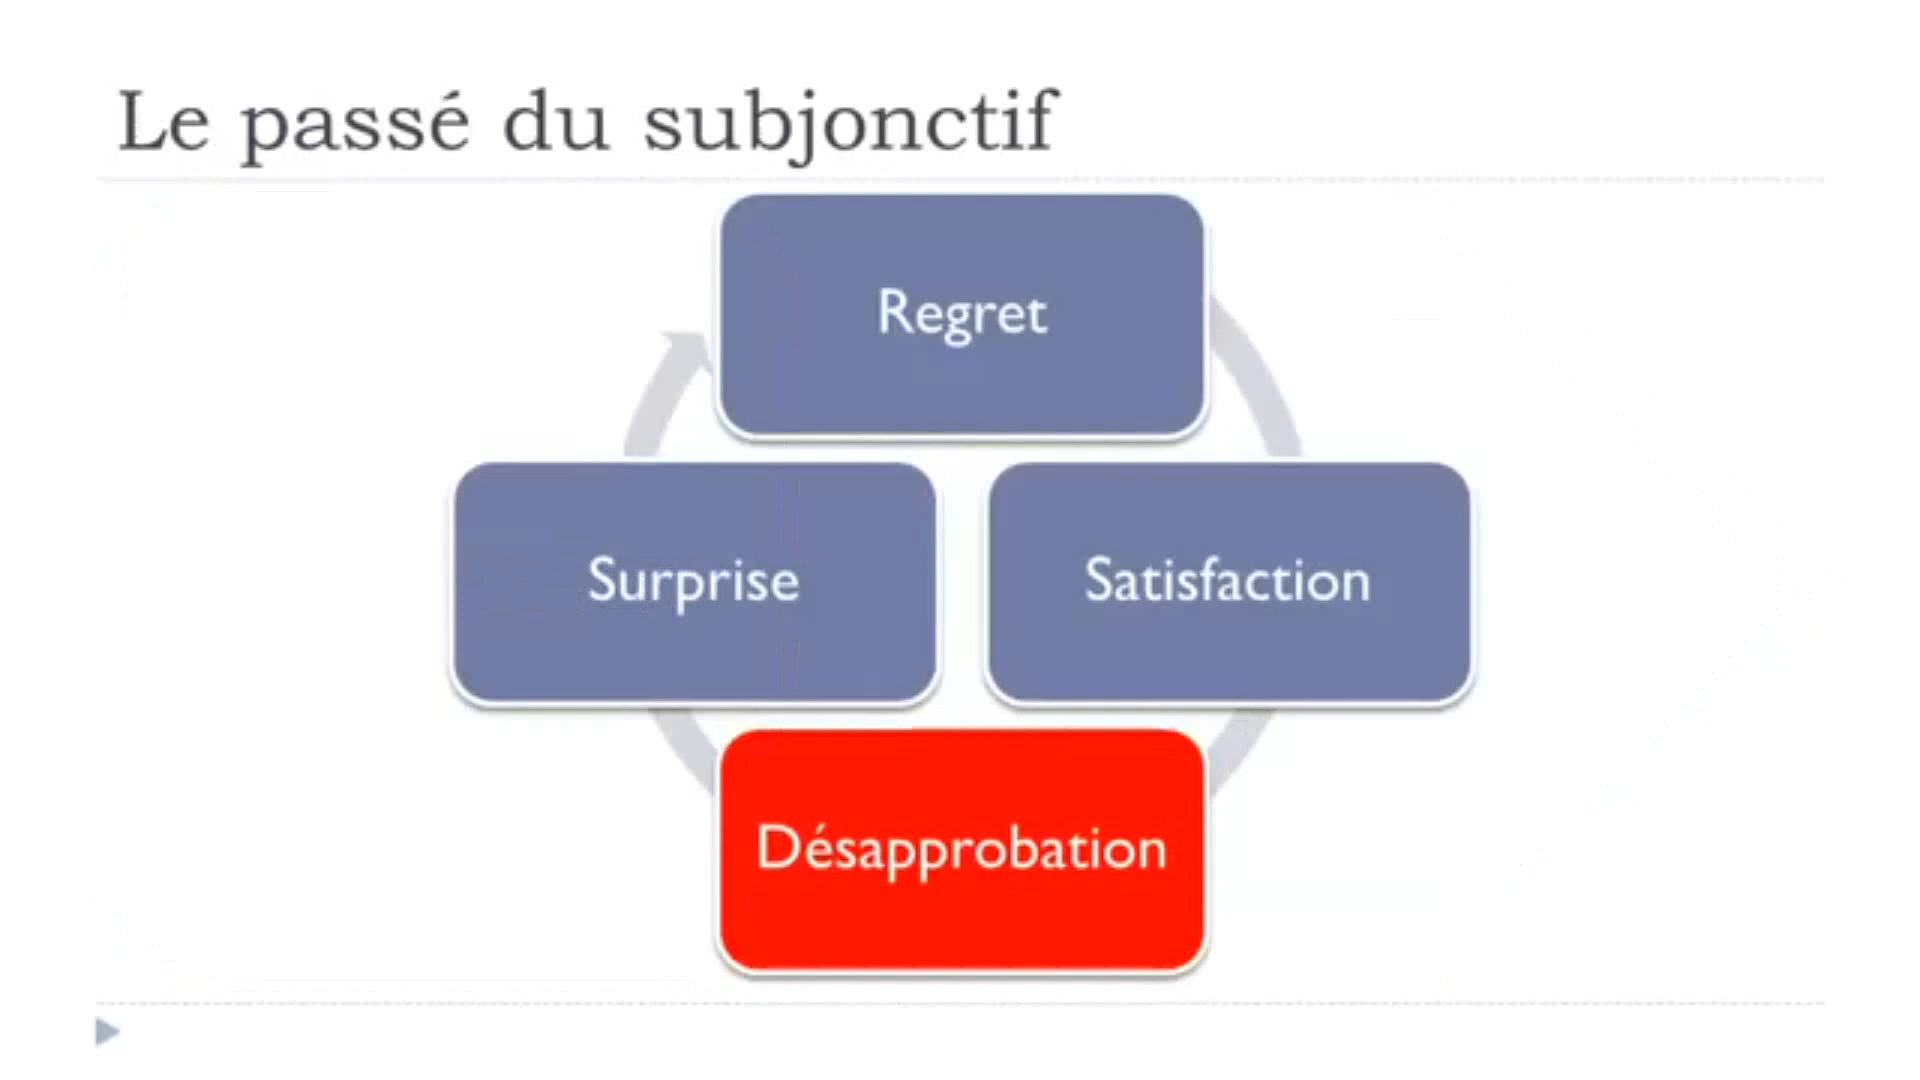 Le passé du subjonctif
Regret
Surprise
Satisfaction
Désapprobation